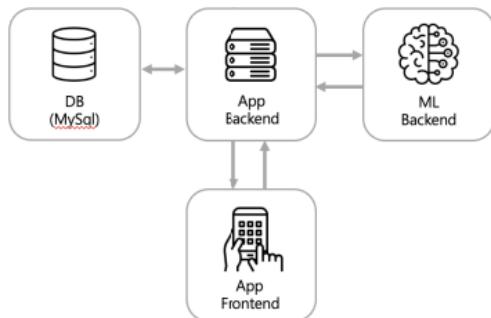 DB
(MySql)
App
Backend
ML
Backend
App
Frontend